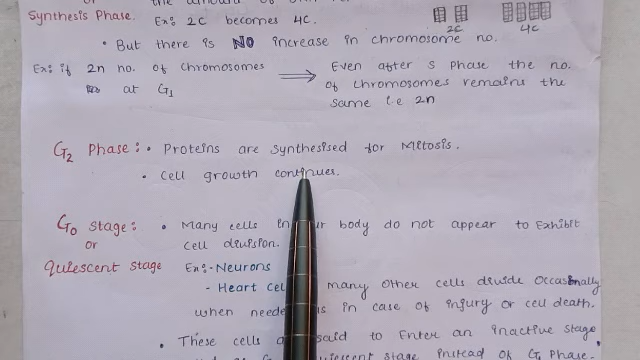 the amount of
Synthesis Phase. Ex: 2C becomes 4C.
2C 4C
• But there is NO increase in chromosome no.
Ex: if 2n no. of chromosomes at G1 ⟹ Even after S phase the no. of chromosomes remains the same i.e 2n
G2 Phase: • Proteins are synthesised for Mitosis.
• Cell growth continues.
G0 Stage: • Many cells in our body do not appear to Exhibit
or cell division.
Quiescent Stage Ex:- Neurons
- Heart many other cells divide occasionally
when in case of injury or cell death.
• These cells said to Enter an inactive stage
stage instead of G1 Phase.